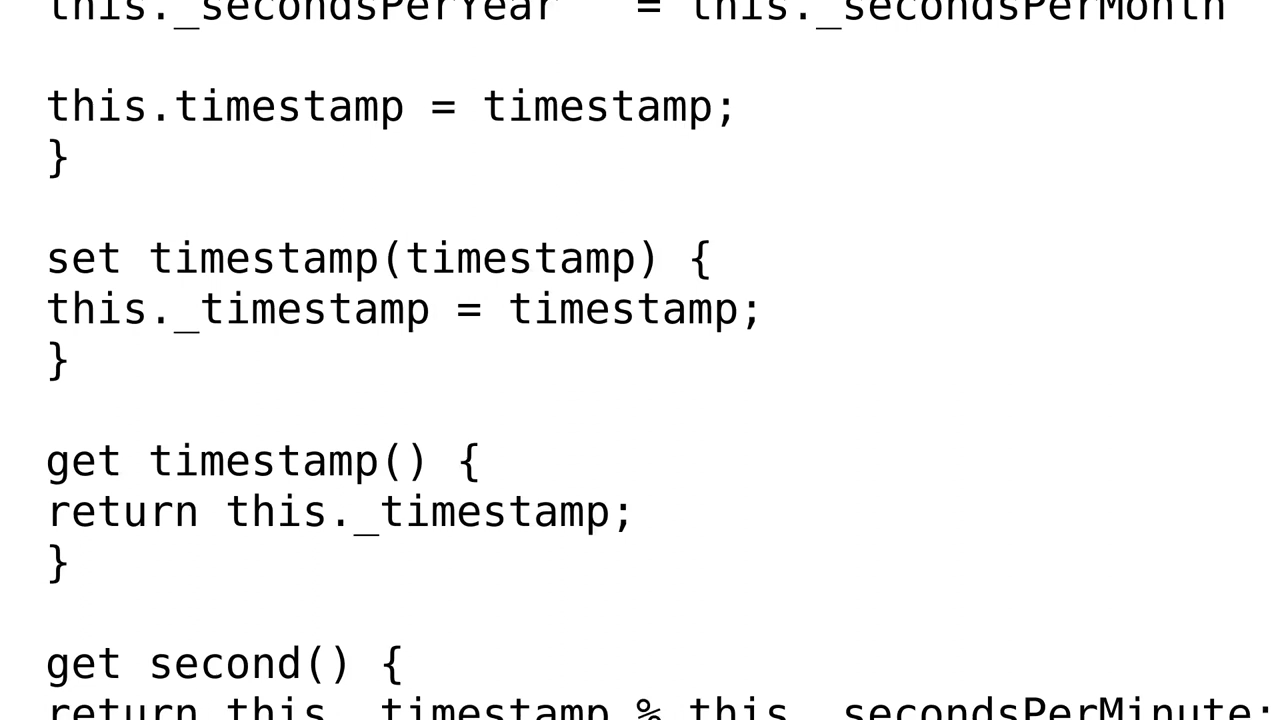 this._secondsPerYear   = this._secondsPerMonth
this.timestamp = timestamp;
}
set timestamp(timestamp) {
this._timestamp = timestamp;
}
get timestamp() {
return this._timestamp;
}
get second() {
return this._timestamp % this._secondsPerMinute;